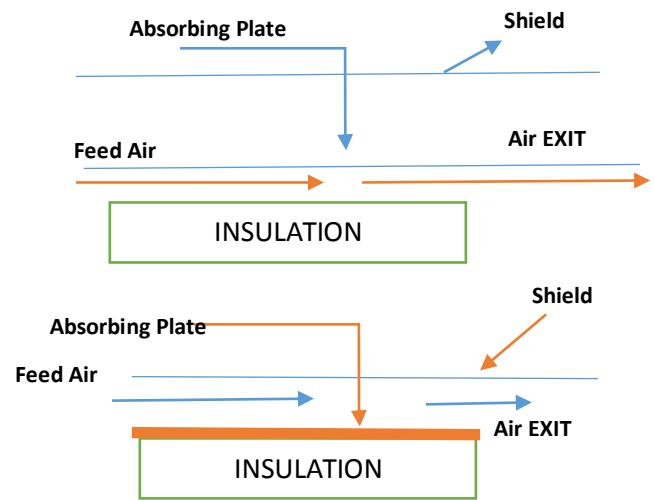 Absorbing Plate
Shield
Feed Air
Air EXIT
INSULATION
Shield
Absorbing Plate
Feed Air
Air EXIT
INSULATION